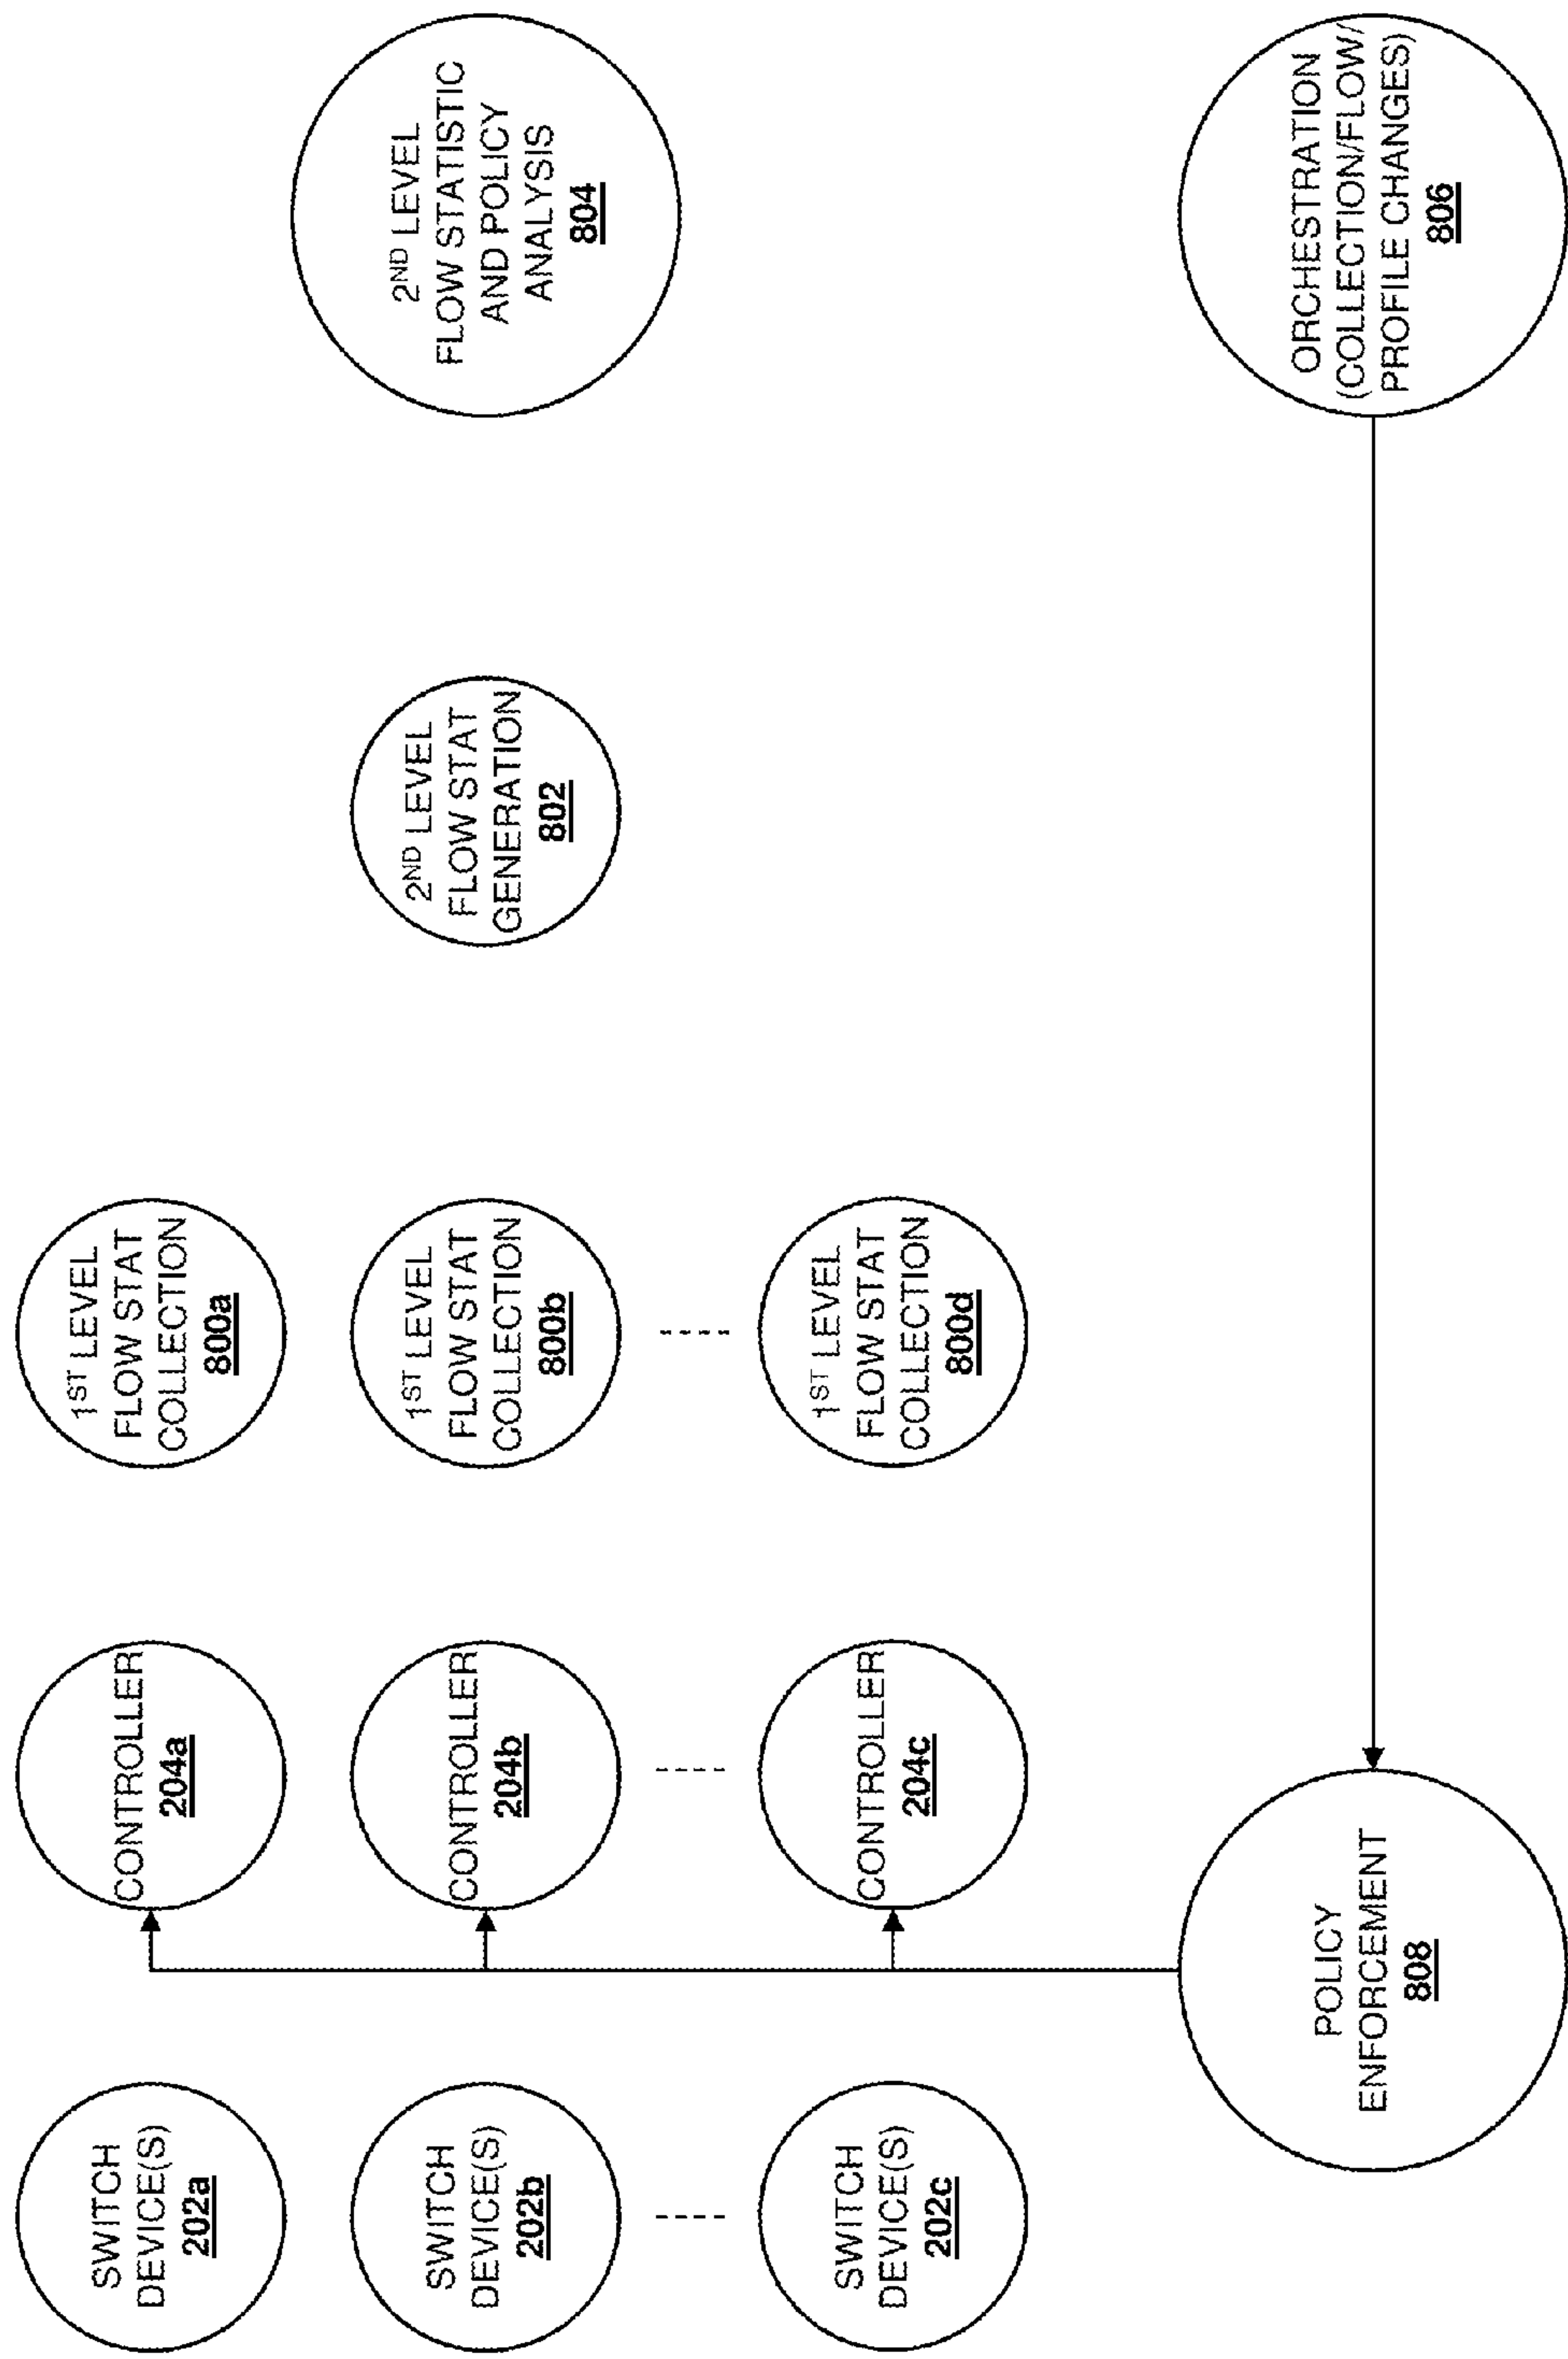 SWITCH
DEVICE(S)
202a
CONTROLLER
204a
1ST LEVEL
FLOW STAT
COLLECTION
800a
SWITCH
DEVICE(S)
202b
CONTROLLER
204b
1ST LEVEL
FLOW STAT
COLLECTION
800b
2ND LEVEL
FLOW STAT
GENERATION
802
2ND LEVEL
FLOW STATISTIC
AND POLICY
ANALYSIS
804
SWITCH
DEVICE(S)
202c
CONTROLLER
204c
1ST LEVEL
FLOW STAT
COLLECTION
800d
POLICY
ENFORCEMENT
808
ORCHESTRATION
(COLLECTION/FLOW/
PROFILE CHANGES)
806